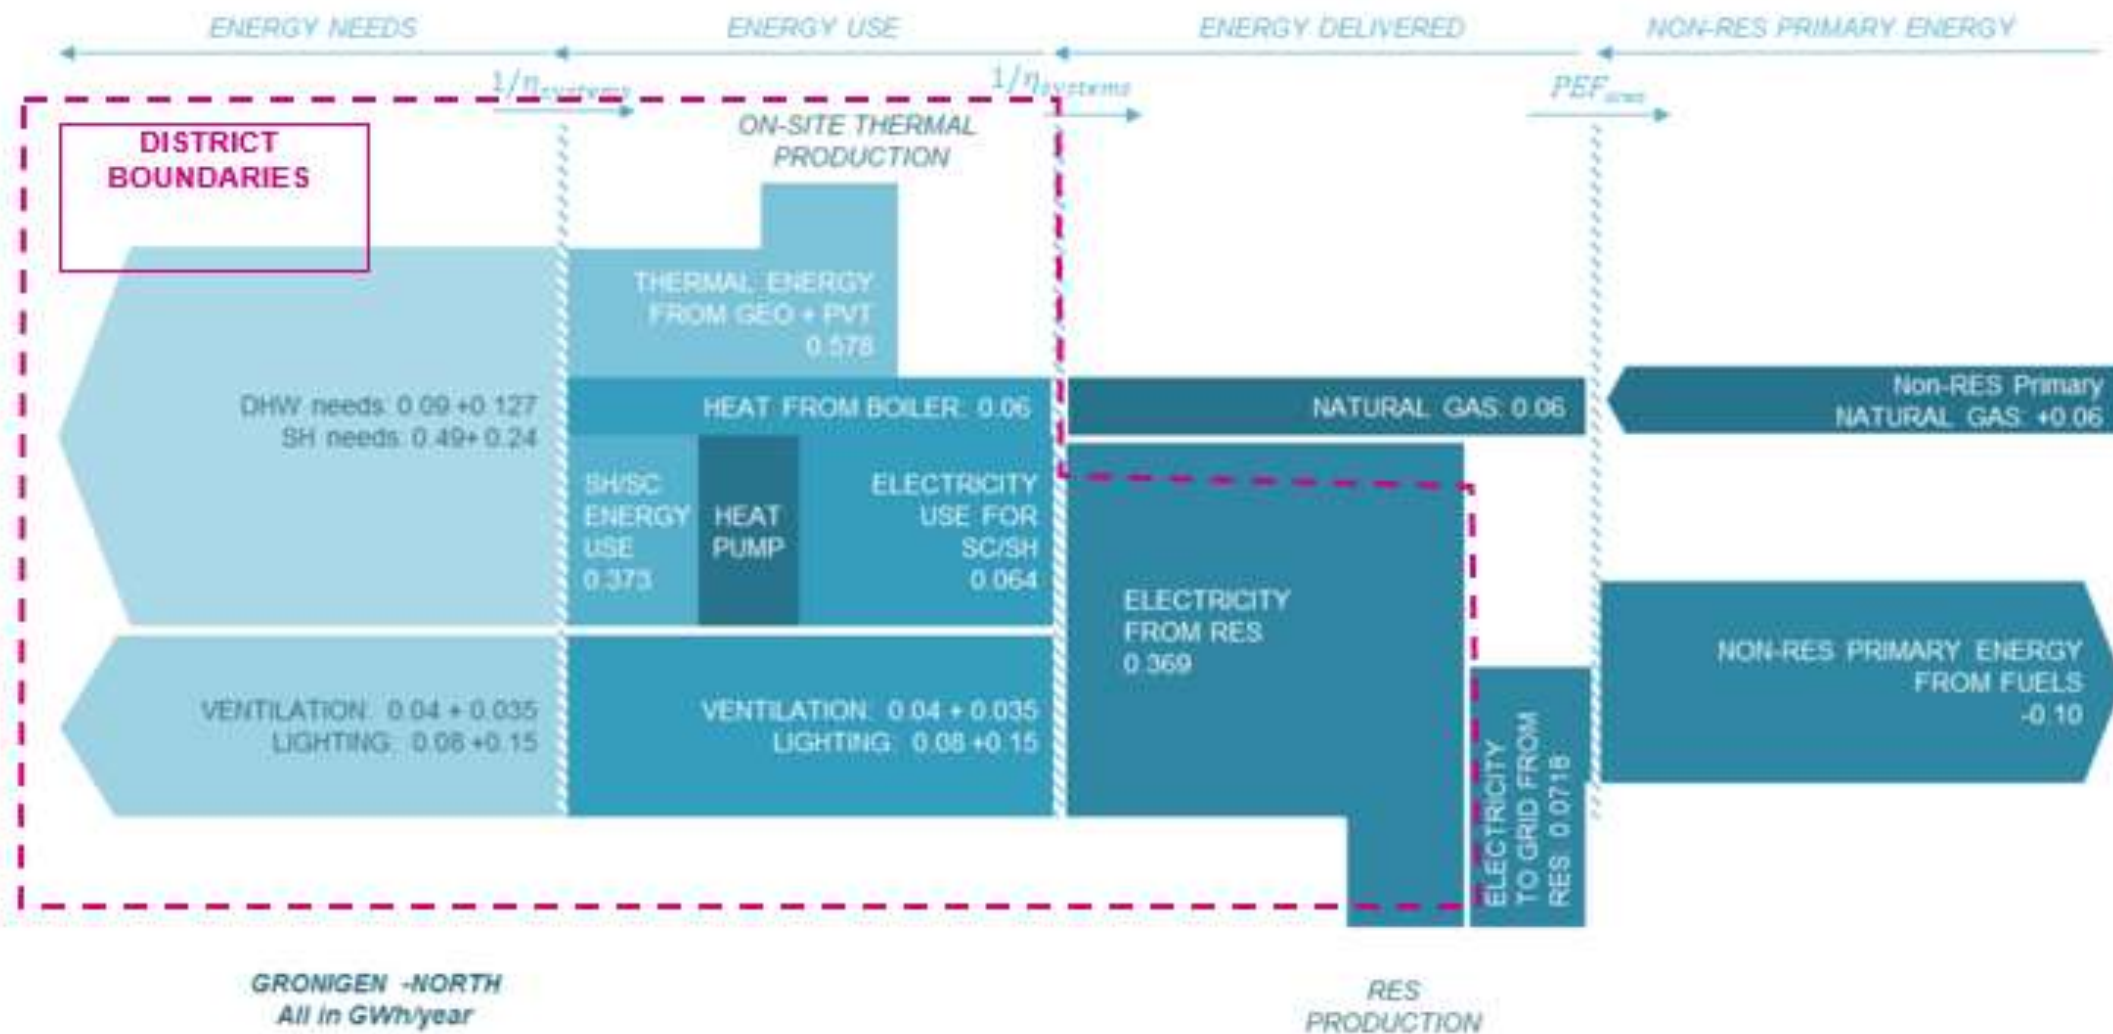 ENERGY NEEDS
ENERGY USE
ENERGY DELIVERED
NON-RES PRIMARY ENERGY
1/η systems
1/η systems
PEF
DISTRICT
BOUNDARIES
ON-SITE THERMAL
PRODUCTION
THERMAL ENERGY
FROM GEO + PVT
0.578
DHW needs: 0.09 +0.127
SH needs: 0.49+ 0.24
HEAT FROM BOILER: 0.06
NATURAL GAS: 0.06
Non-RES Primary
NATURAL GAS: +0.06
SH/SC
ENERGY
USE
0.373
HEAT
PUMP
ELECTRICITY
USE FOR
SC/SH
0.064
ELECTRICITY
FROM RES
0.369
NON-RES PRIMARY ENERGY
FROM FUELS
-0.10
VENTILATION: 0.04 + 0.035
LIGHTING: 0.08 +0.15
VENTILATION: 0.04 + 0.035
LIGHTING: 0.08 +0.15
ELECTRICITY
TO GRID FROM
RES: 0.0718
GRONIGEN -NORTH
All in GWh/year
RES
PRODUCTION